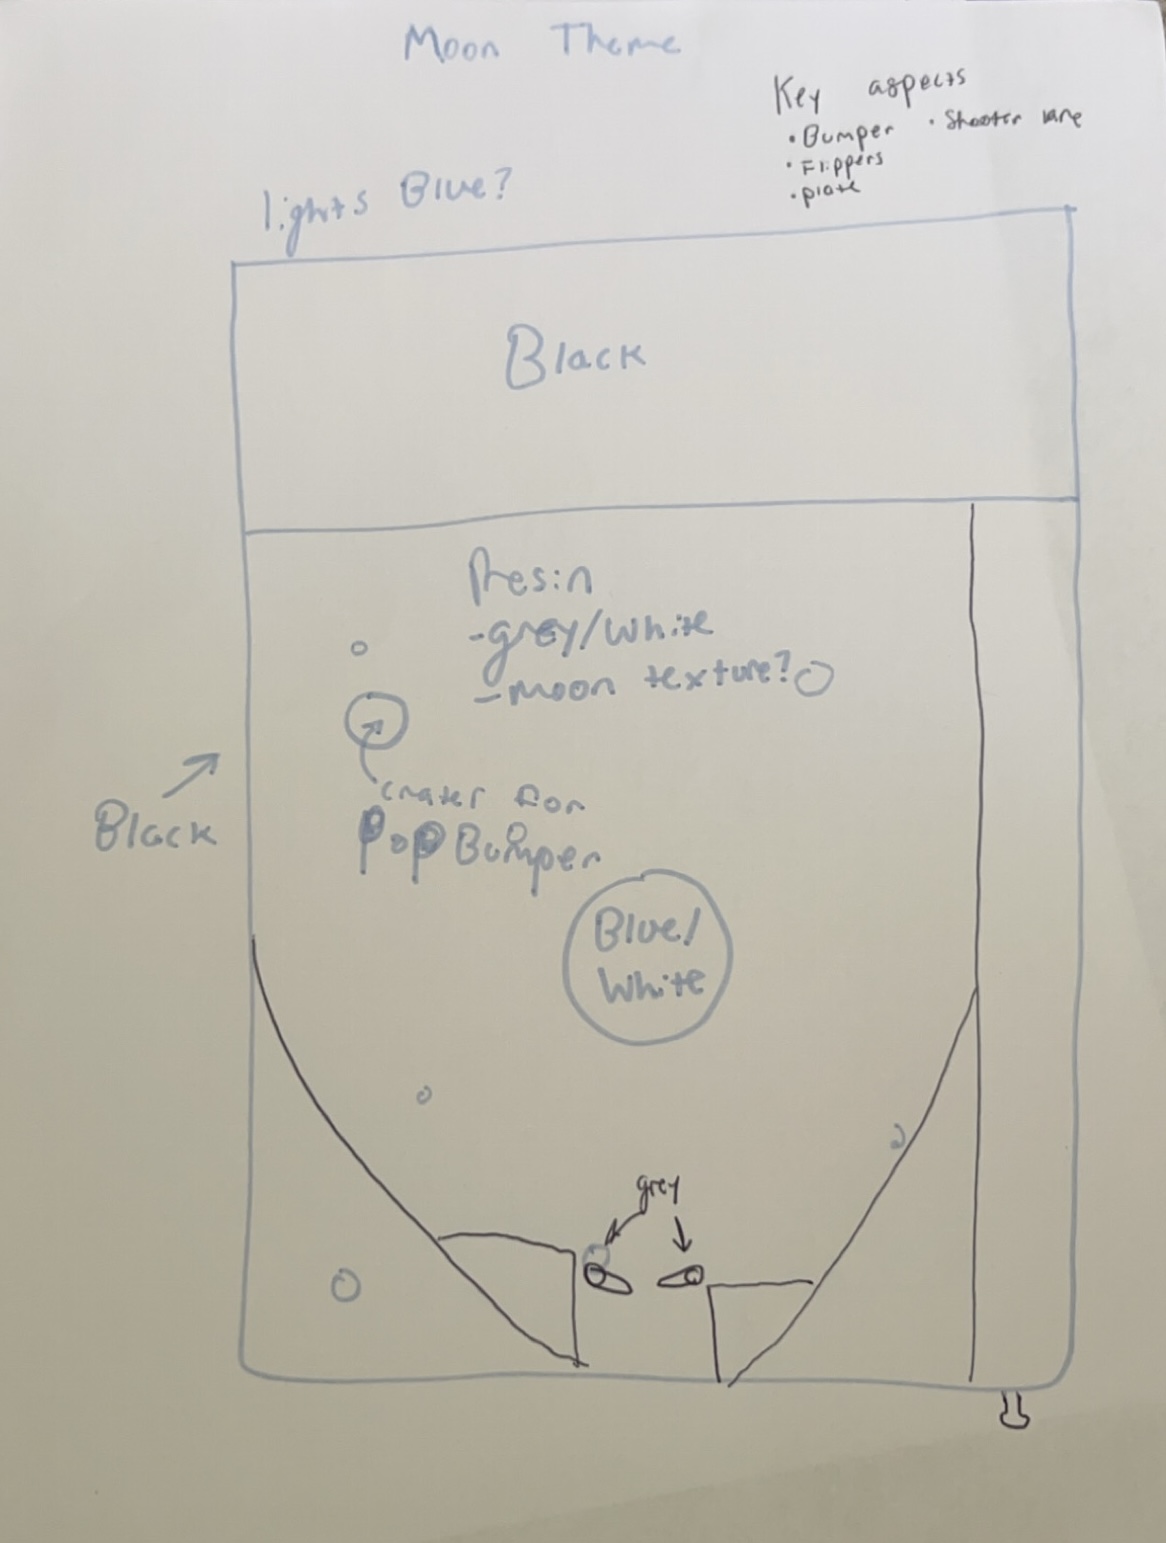 Moon Theme
Key aspects
• Bumper • Shooter lane
• Flippers
• plate
lights Blue?
Black
Resin
-grey/White
-moon texture?
crater for
Pop Bumper
Black
Blue/
White
grey